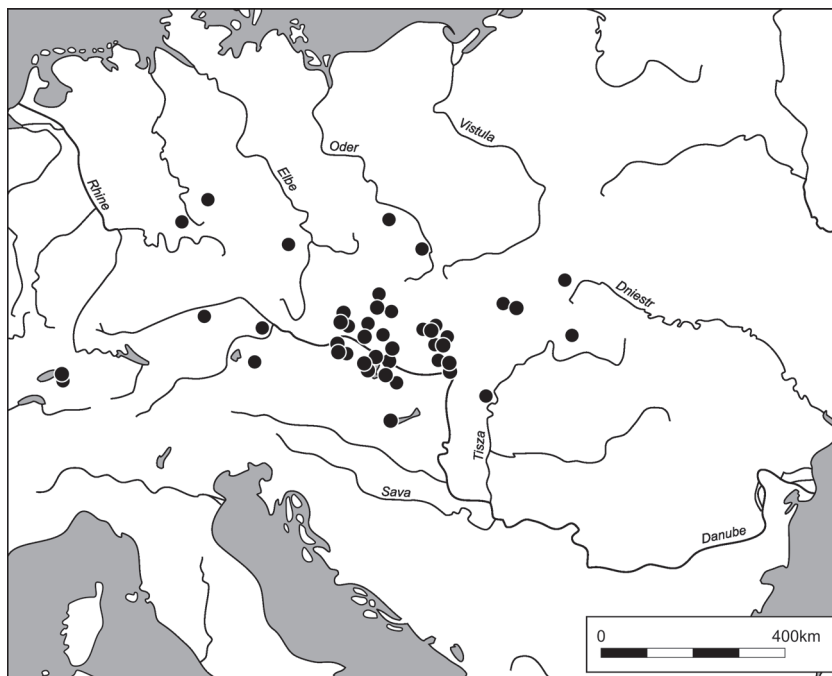 Vistula
Oder
Elbe
Rhine
Dniestr
Tisza
Sava
Danube
0 400km